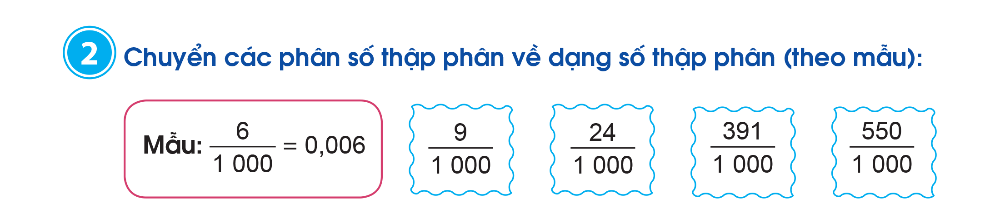 2 Chuyển các phân số thập phân về dạng số thập phân (theo mẫu):
Mẫu: 6/1 000 = 0,006
9/1 000
24/1 000
391/1 000
550/1 000